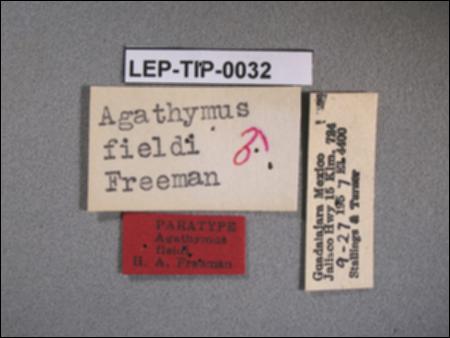 LEP-TIP-0032
Agathymus
fieldi ♂
Freeman
PARATYPE
Agathymus
fieldi
H. A. Freeman
Guadalajara Mexico
Jalisco Hwy 15 Klm. 724
9-27 1957 El. 4400
Stallings & Turner